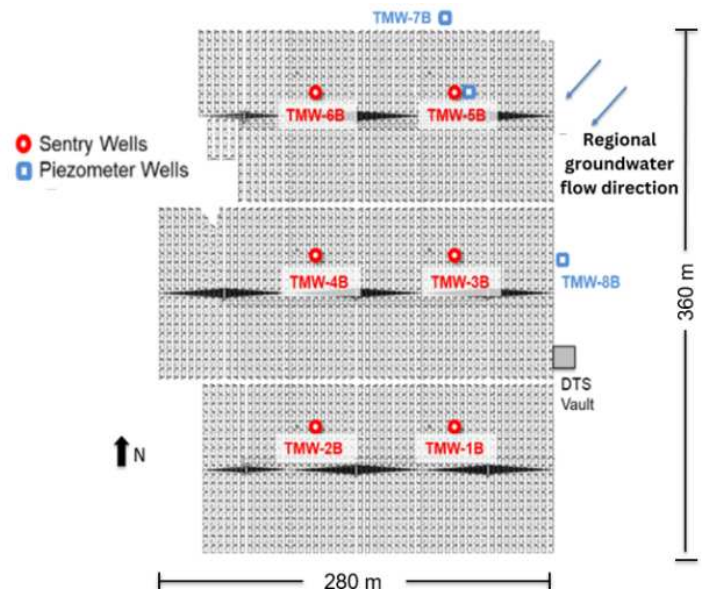 TMW-7B
TMW-6B
TMW-5B
Sentry Wells
Piezometer Wells
Regional
groundwater
flow direction
TMW-4B
TMW-3B
TMW-8B
360 m
DTS
Vault
N
TMW-2B
TMW-1B
280 m